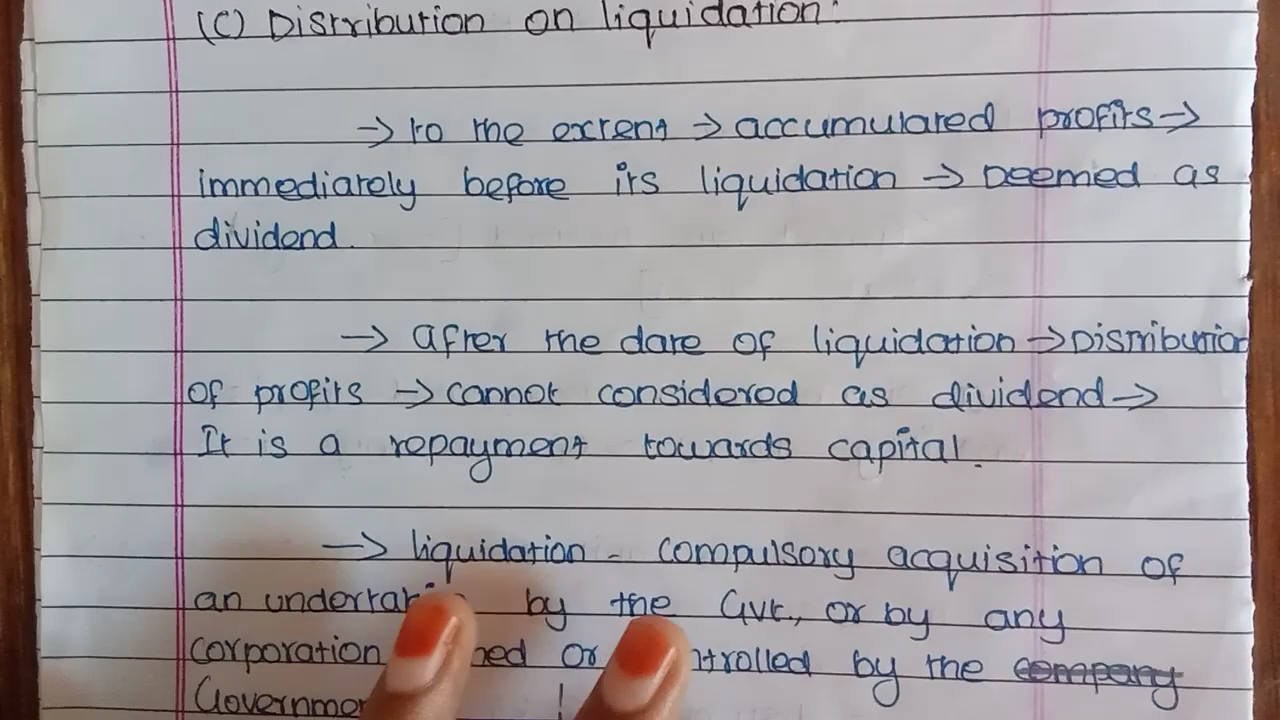 (C) Distribution on liquidation:
→ to the extent → accumulated profits →
immediately before its liquidation → Deemed as
dividend.
→ After the date of liquidation → Distribution
of profits → cannot considered as dividend →
It is a repayment towards capital.
→ liquidation - compulsory acquisition of
an by the Gvt., or by any
corporation or by the company